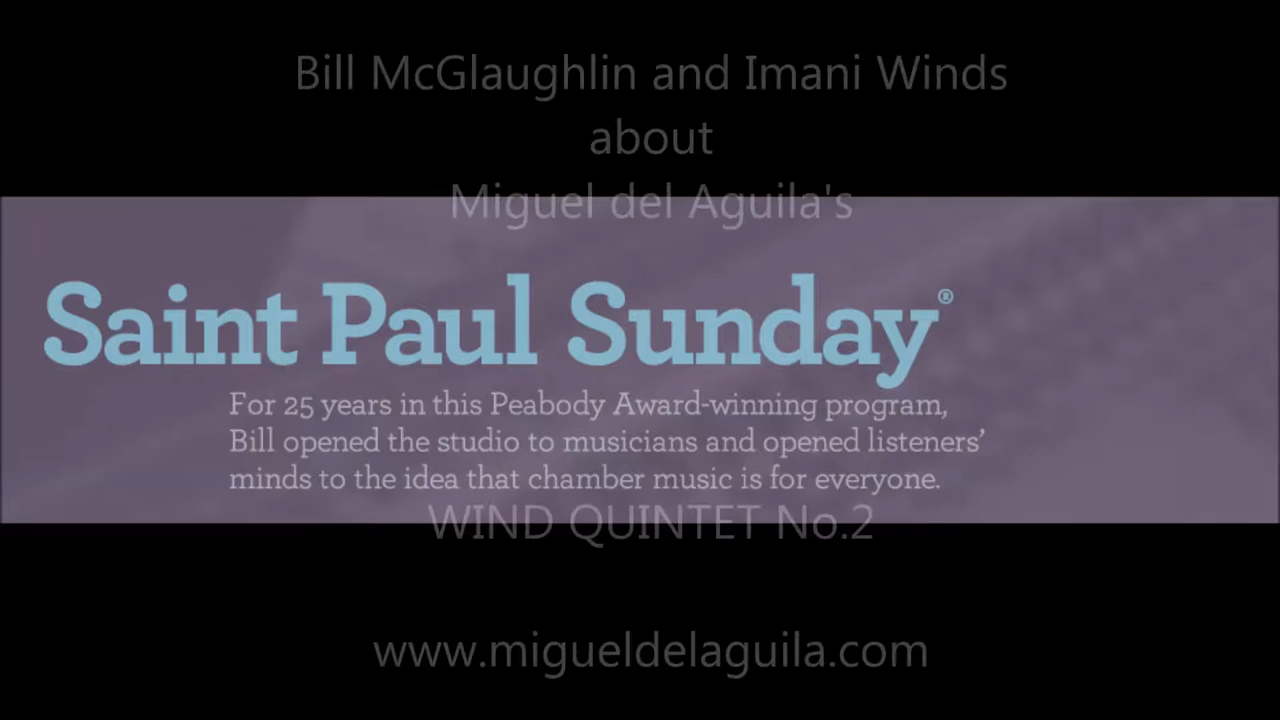 Bill McGlaughlin and Imani Winds
about
Miguel del Aguila's
Saint Paul Sunday®
For 25 years in this Peabody Award-winning program,
Bill opened the studio to musicians and opened listeners’
minds to the idea that chamber music is for everyone.
WIND QUINTET No.2
www.migueldelaguila.com